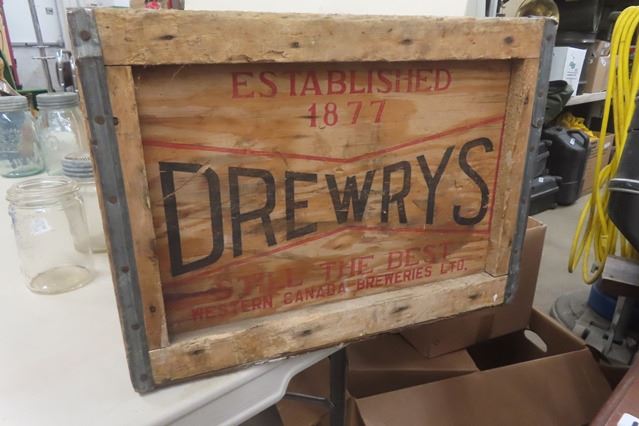 ESTABLISHED
1877
DREWRYS
STILL THE BEST
WESTERN CANADA BREWERIES LTD.